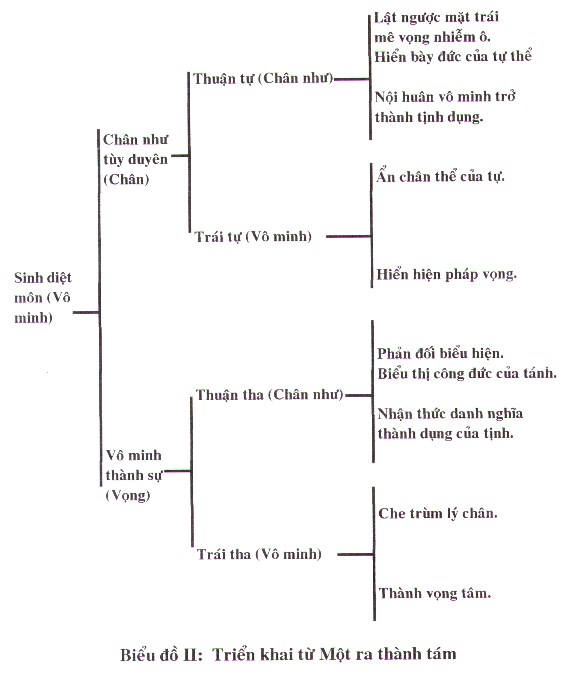 Lật ngược mặt trái
mê vọng nhiễm ô.
Hiển bày đức của tự thể
Thuận tự (Chân như)
Nội huân vô minh trở
thành tịnh dụng.
Chân như
tùy duyên
(Chân)
Ẩn chân thể của tự.
Trái tự (Vô minh)
Hiển hiện pháp vọng.
Sinh diệt
môn (Vô
minh)
Phản đối biểu hiện.
Biểu thị công đức của tánh.
Thuận tha (Chân như)
Nhận thức danh nghĩa
thành dụng của tịnh.
Vô minh
thành sự
(Vọng)
Che trùm lý chân.
Trái tha (Vô minh)
Thành vọng tâm.
Biểu đồ II: Triển khai từ Một ra thành tám